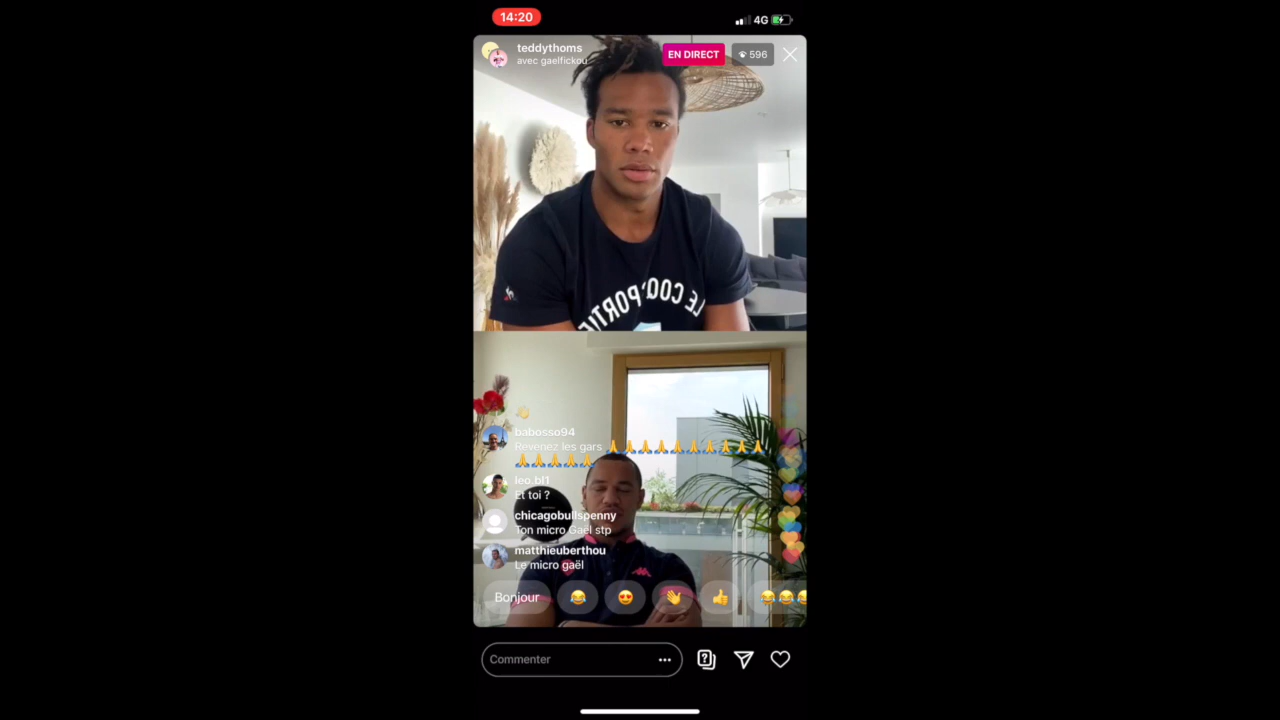 14:20
4G
teddythoms
avec gaelfickou
EN DIRECT
596
LE COQ SPORTIF
babosso94
Revenez les gars 🙏🙏🙏🙏🙏🙏🙏🙏🙏🙏
🙏🙏🙏🙏🙏
leo.bl1
Et toi ?
chicagobullspenny
Ton micro Gaël stp
matthieuberthou
Le micro gaël
Bonjour
Commenter